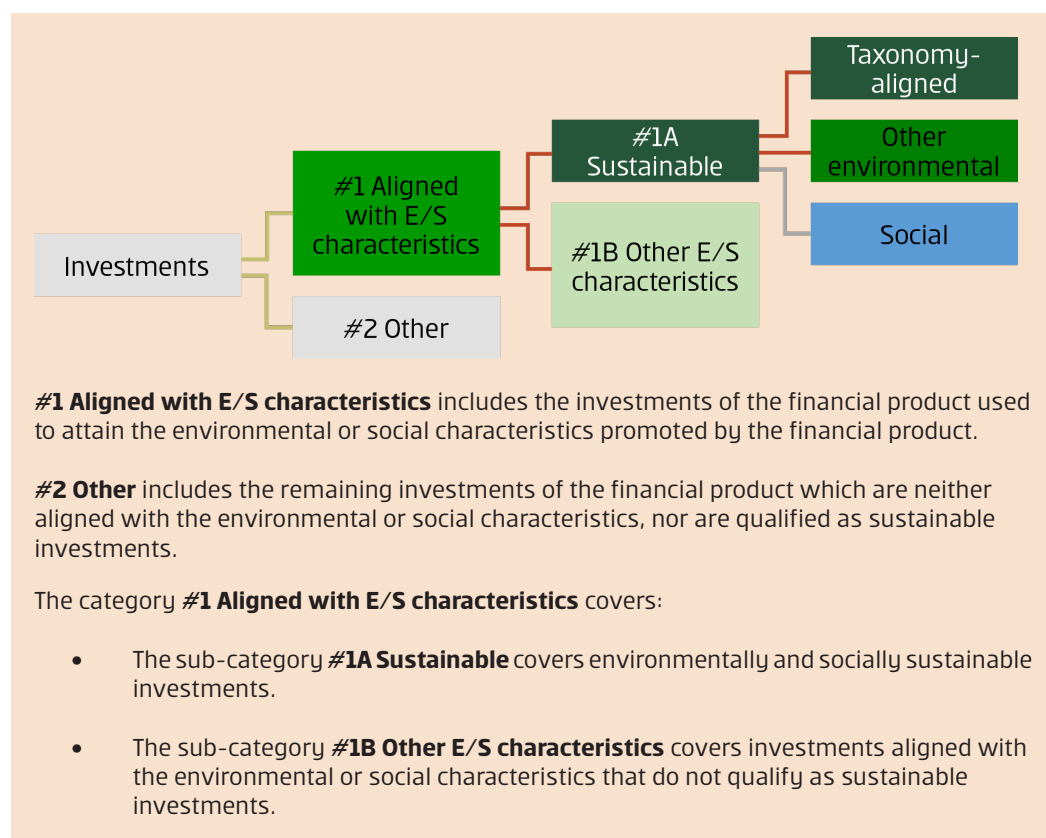 Taxonomy-
aligned
#1A
Sustainable
Other
environmental
#1 Aligned
with E/S
characteristics
Social
#1B Other E/S
characteristics
Investments
#2 Other
#1 Aligned with E/S characteristics includes the investments of the financial product used
to attain the environmental or social characteristics promoted by the financial product.
#2 Other includes the remaining investments of the financial product which are neither
aligned with the environmental or social characteristics, nor are qualified as sustainable
investments.
The category #1 Aligned with E/S characteristics covers:
• The sub-category #1A Sustainable covers environmentally and socially sustainable
investments.
• The sub-category #1B Other E/S characteristics covers investments aligned with
the environmental or social characteristics that do not qualify as sustainable
investments.